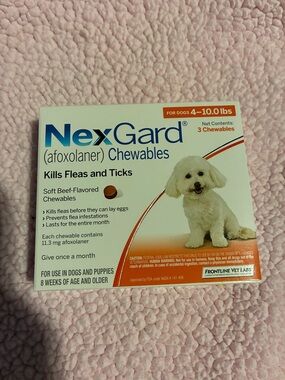 FOR DOGS 4–10.0 lbs
Net Contents:
3 Chewables
NexGard®
(afoxolaner) Chewables
Kills Fleas and Ticks
Soft Beef-Flavored
Chewables
› Kills fleas before they can lay eggs
› Prevents flea infestations
› Lasts for the entire month
Each chewable contains
11.3 mg afoxolaner
Give once a month
FOR USE IN DOGS AND PUPPIES
8 WEEKS OF AGE AND OLDER
FRONTLINE VET LABS